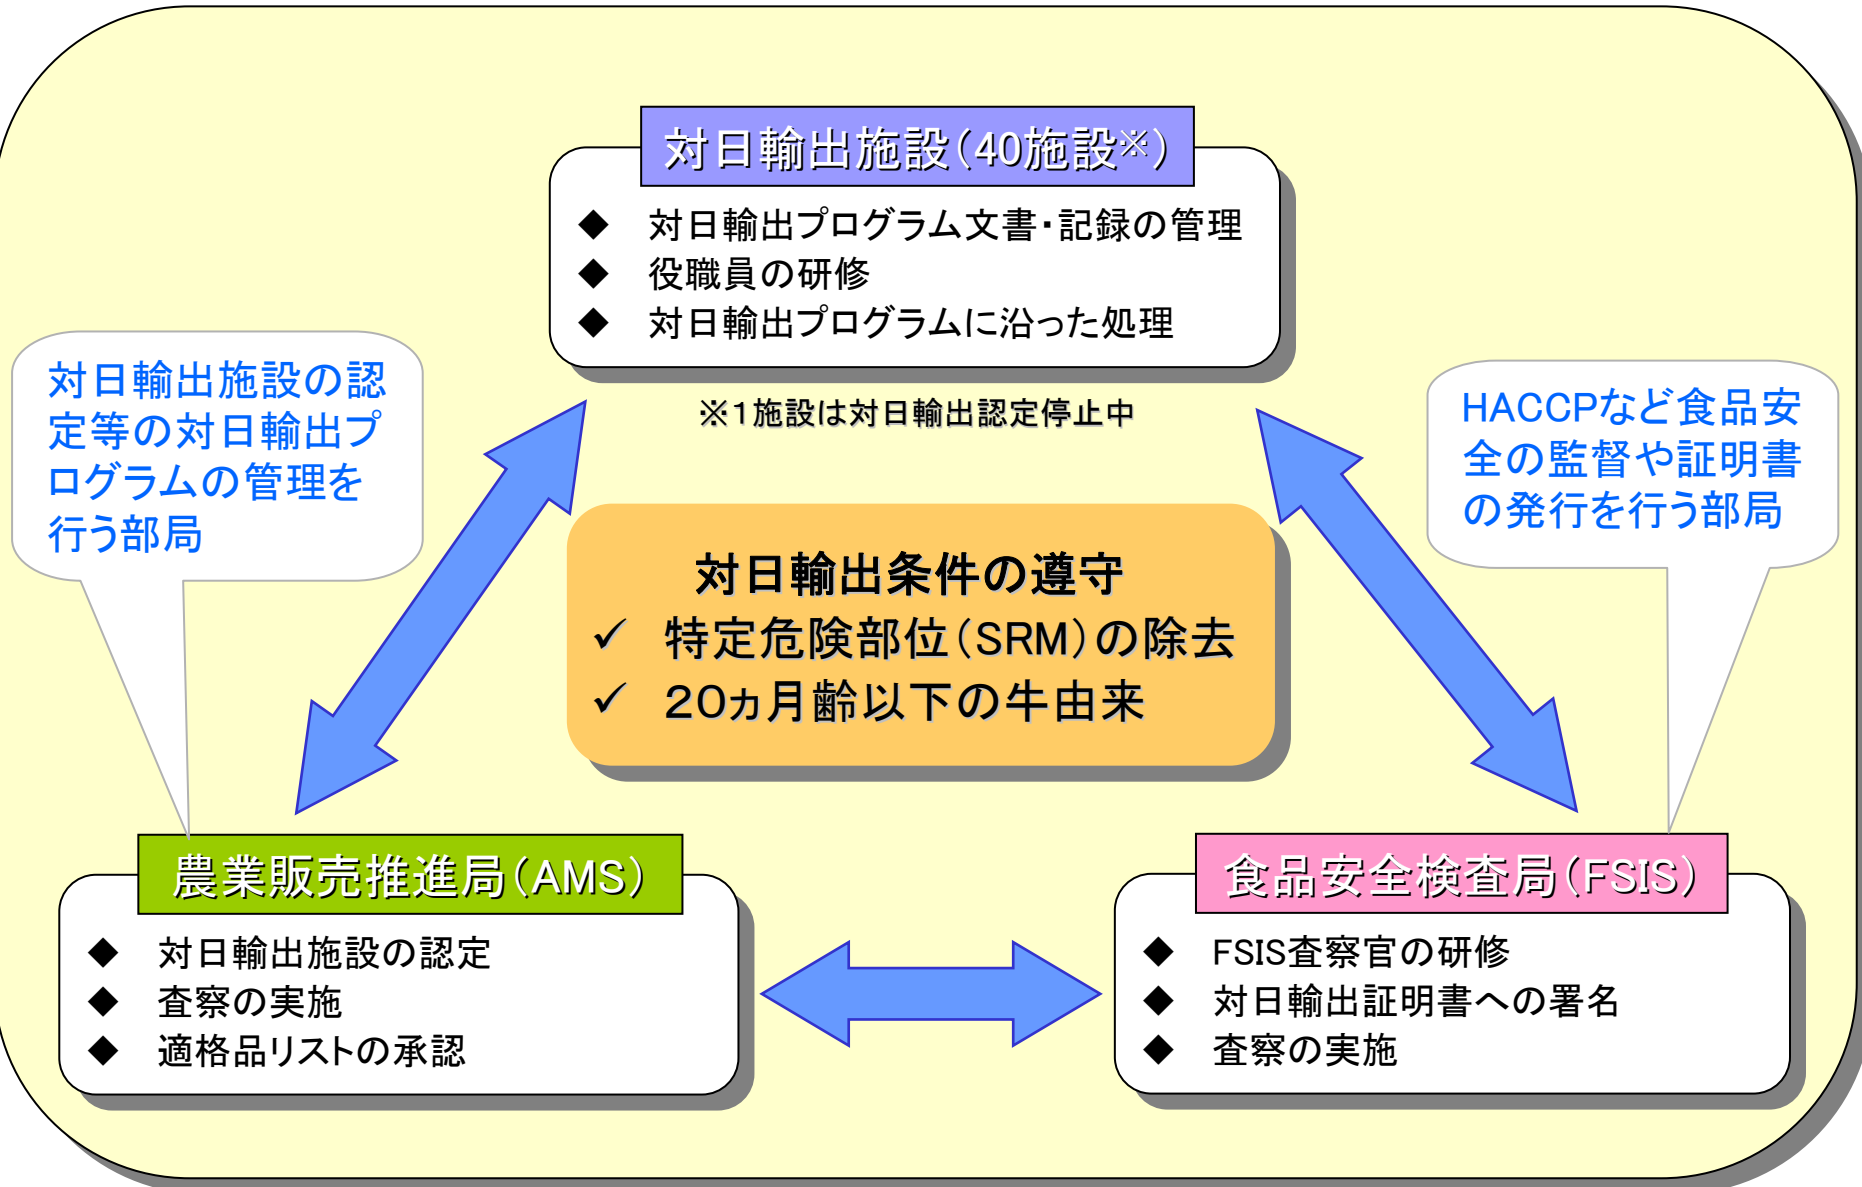 対日輸出施設(40施設※)
◆ 対日輸出プログラム文書・記録の管理
◆ 役職員の研修
◆ 対日輸出プログラムに沿った処理
※1施設は対日輸出認定停止中
対日輸出施設の認
定等の対日輸出プ
ログラムの管理を
行う部局
HACCPなど食品安
全の監督や証明書
の発行を行う部局
対日輸出条件の遵守
✓ 特定危険部位(SRM)の除去
✓ 20ヵ月齢以下の牛由来
農業販売推進局(AMS)
◆ 対日輸出施設の認定
◆ 査察の実施
◆ 適格品リストの承認
食品安全検査局(FSIS)
◆ FSIS査察官の研修
◆ 対日輸出証明書への署名
◆ 査察の実施